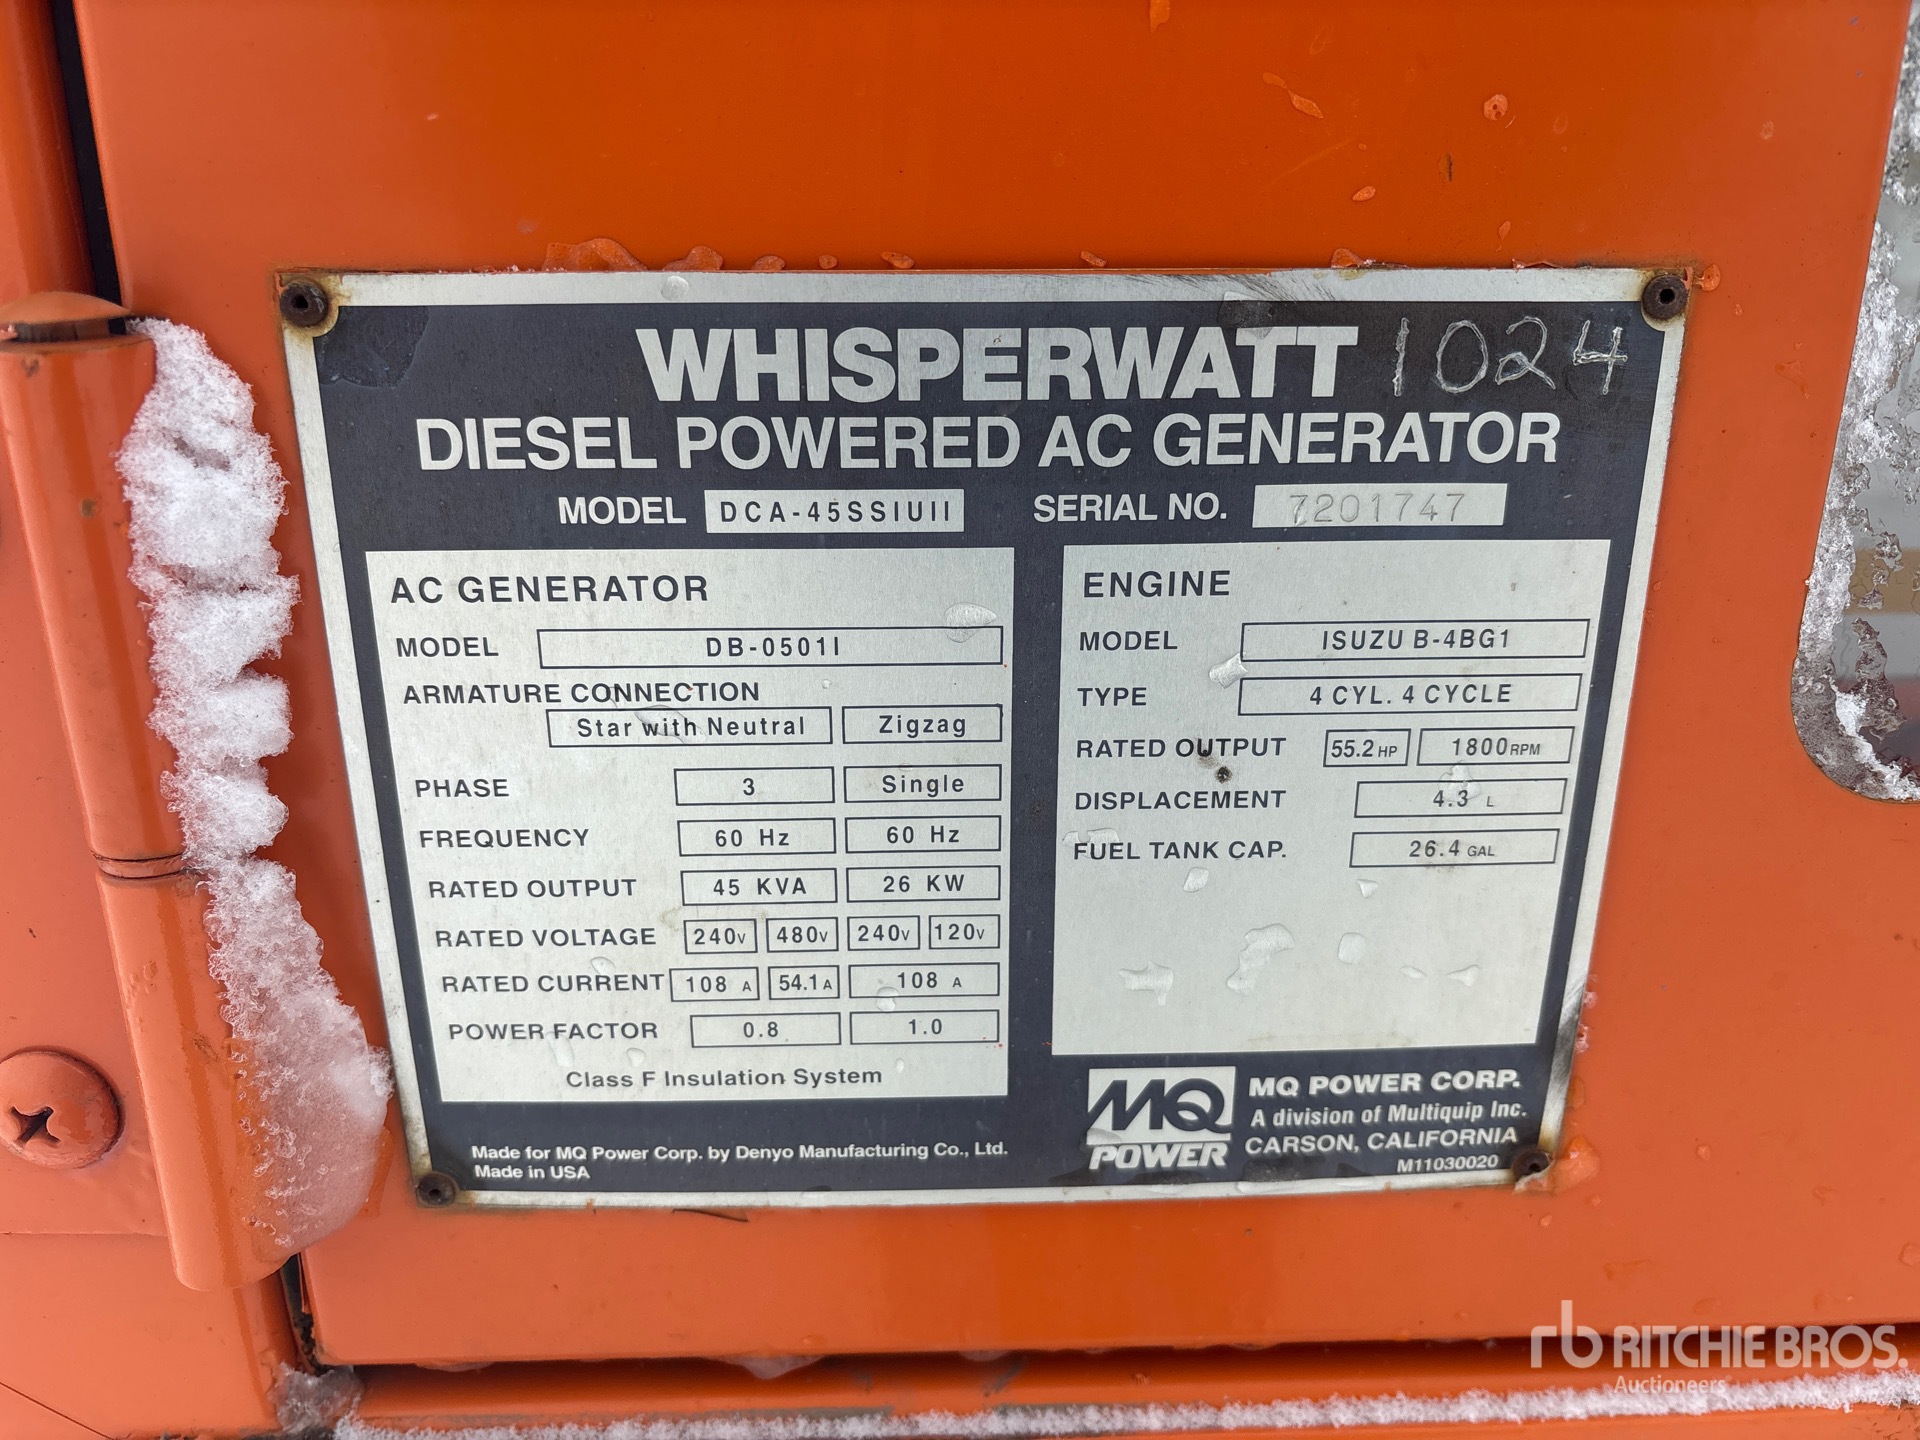 WHISPERWATT 1024
DIESEL POWERED AC GENERATOR
MODEL DCA-45SSIUII SERIAL NO. 7201747
AC GENERATOR
MODEL DB-0501I
ARMATURE CONNECTION
Star with Neutral Zigzag
PHASE 3 Single
FREQUENCY 60 Hz 60 Hz
RATED OUTPUT 45 KVA 26 KW
RATED VOLTAGE 240V 480V 240V 120V
RATED CURRENT 108 A 54.1A 108 A
POWER FACTOR 0.8 1.0
Class F Insulation System
ENGINE
MODEL ISUZU B-4BG1
TYPE 4 CYL. 4 CYCLE
RATED OUTPUT 55.2 HP 1800RPM
DISPLACEMENT 4.3 L
FUEL TANK CAP. 26.4 GAL
Made for MQ Power Corp. by Denyo Manufacturing Co., Ltd.
Made in USA
MQ
POWER
MQ POWER CORP.
A division of Multiquip Inc.
CARSON, CALIFORNIA
M11030020
rb RITCHIE BROS.
Auctioneers